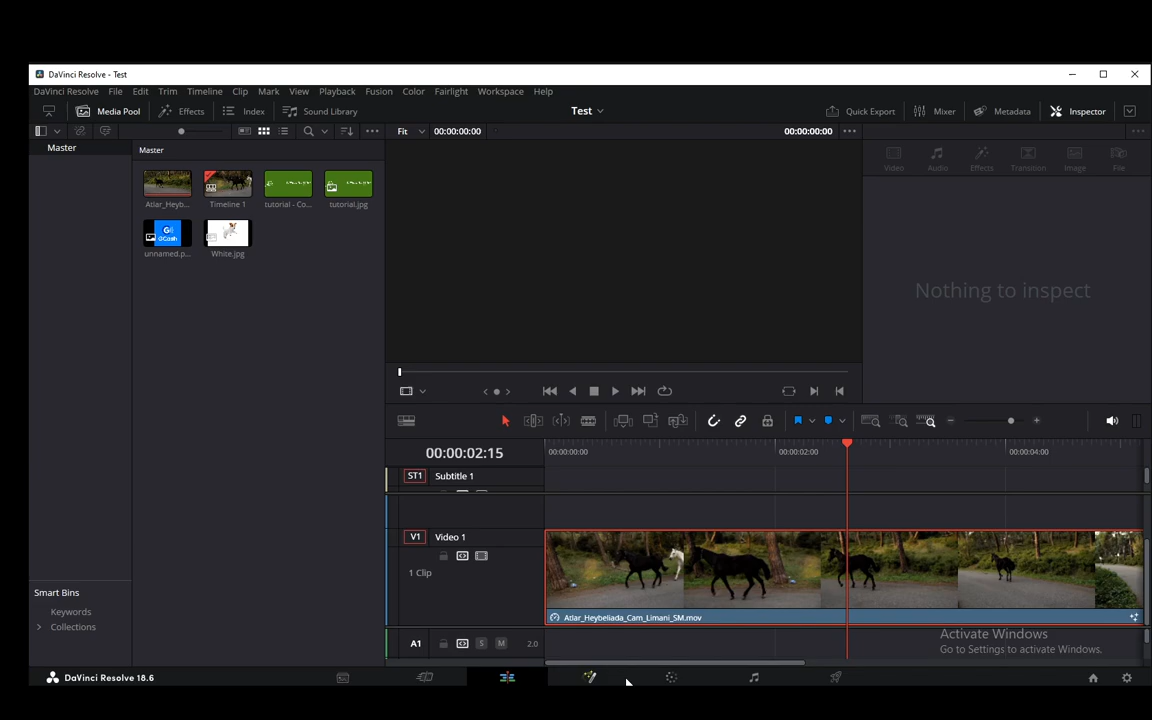 DaVinci Resolve - Test
DaVinci Resolve File Edit Trim Timeline Clip Mark View Playback Fusion Color Fairlight Workspace Help
Media Pool Effects Index Sound Library Test Quick Export Mixer Metadata Inspector
Fit 00:00:00:00 00:00:00:00
Master
Master
Video Audio Effects Transition Image File
Atlar_Heyb... Timeline 1 tutorial - Co... tutorial.jpg
GCash
unnamed.p... White.jpg
Nothing to inspect
00:00:02:15
00:00:00:00 00:00:02:00 00:00:04:00
ST1 Subtitle 1
V1 Video 1
1 Clip
Atlar_Heybeliada_Cam_Limani_SM.mov
Smart Bins
Keywords
Collections
A1 S M 2.0
Activate Windows
Go to Settings to activate Windows.
DaVinci Resolve 18.6